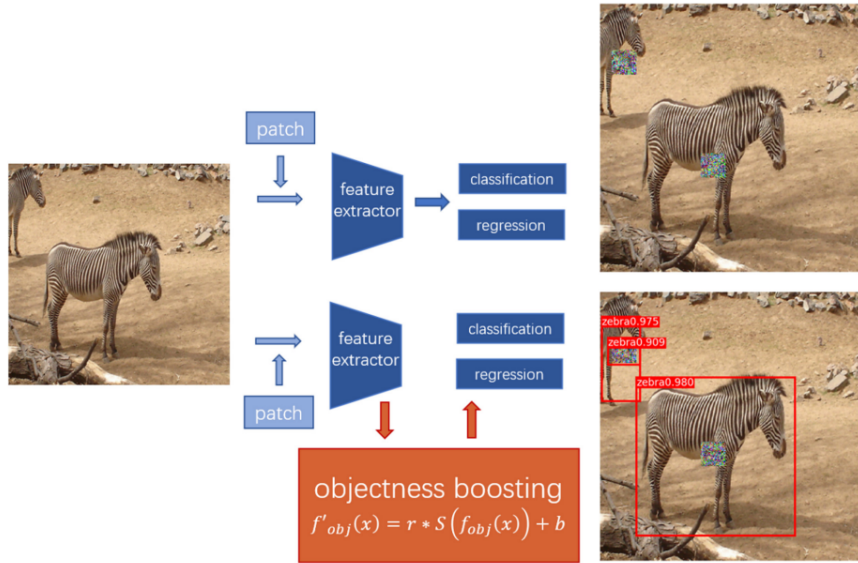 patch
feature
extractor
classification
regression
feature
extractor
classification
regression
patch
objectness boosting
f'obj(x) = r * S(fobj(x)) + b
zebra0.975
zebra0.909
zebra0.980